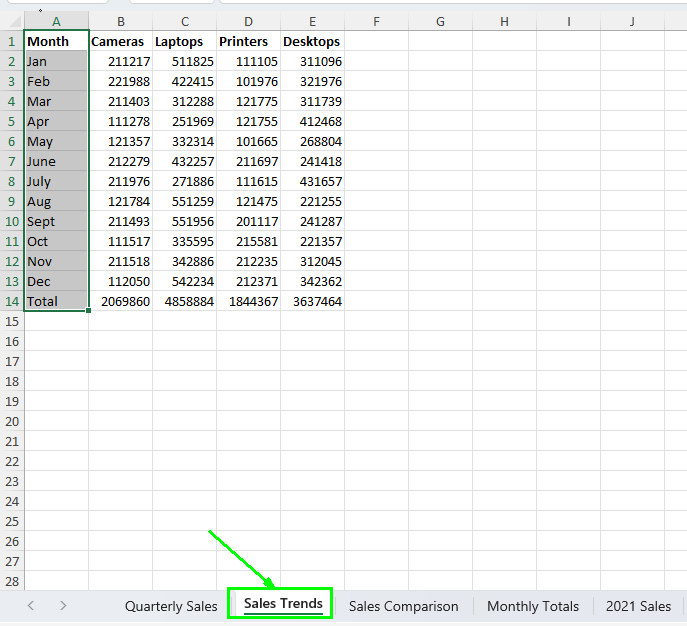 A B C D E F G H I J
1 Month Cameras Laptops Printers Desktops
2 Jan 211217 511825 111105 311096
3 Feb 221988 422415 101976 321976
4 Mar 211403 312288 121775 311739
5 Apr 111278 251969 121755 412468
6 May 121357 332314 101665 268804
7 June 212279 432257 211697 241418
8 July 211976 271886 111615 431657
9 Aug 121784 551259 121475 221255
10 Sept 211493 551956 201117 241287
11 Oct 111517 335595 215581 221357
12 Nov 211518 342886 212235 312045
13 Dec 112050 542234 212371 342362
14 Total 2069860 4858884 1844367 3637464
15
16
17
18
19
20
21
22
23
24
25
26
27
28
Quarterly Sales Sales Trends Sales Comparison Monthly Totals 2021 Sales